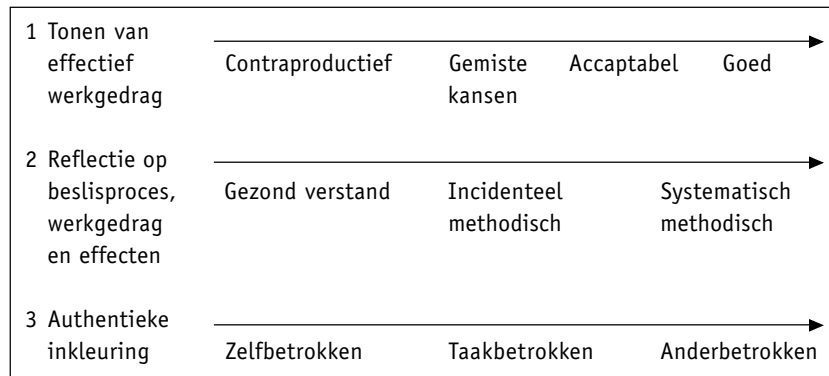 1 Tonen van
effectief
werkgedrag
Contraproductief
Gemiste
kansen
Accaptabel
Goed
2 Reflectie op
beslisproces,
werkgedrag
en effecten
Gezond verstand
Incidenteel
methodisch
Systematisch
methodisch
3 Authentieke
inkleuring
Zelfbetrokken
Taakbetrokken
Anderbetrokken